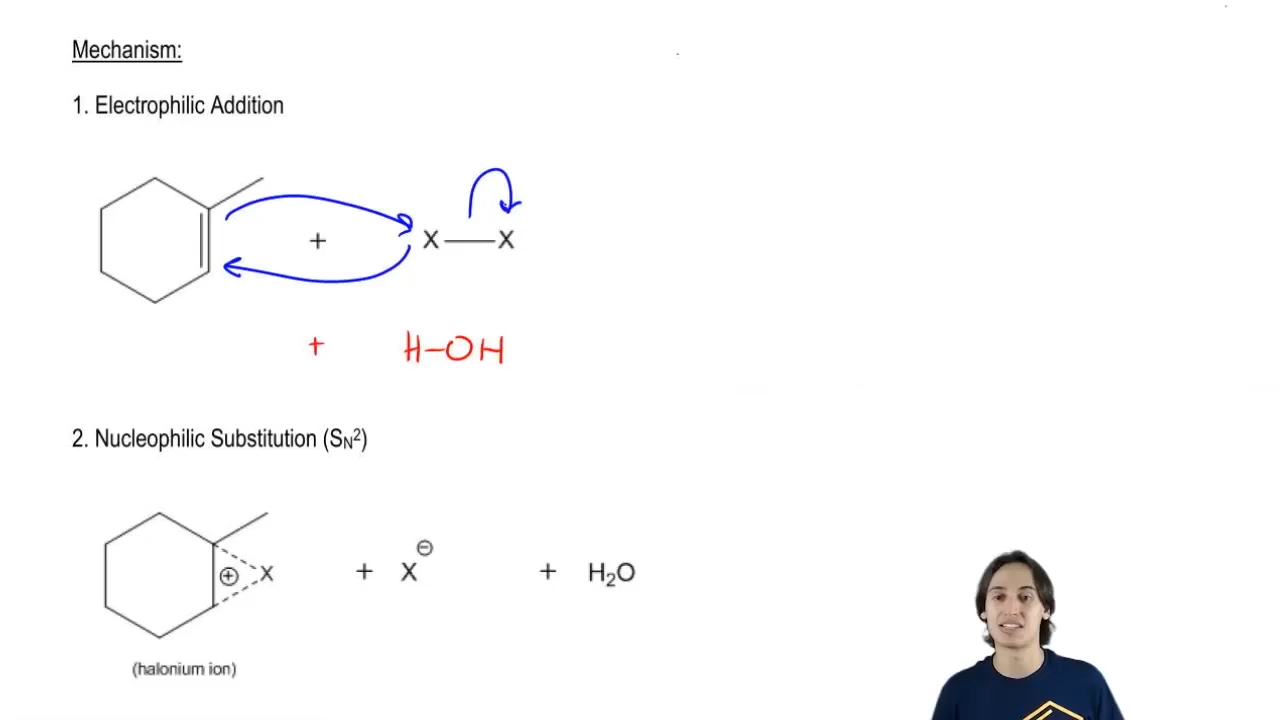 Mechanism:
1. Electrophilic Addition
+ X — X
+ H-OH
2. Nucleophilic Substitution (SN²)
⊕ X + X⊖ + H₂O
(halonium ion)